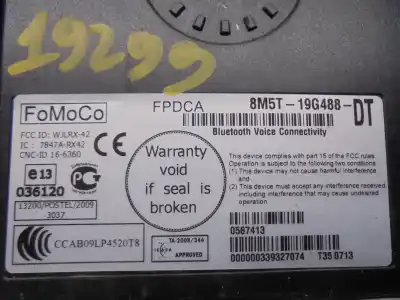 19299
FoMoCo
FPDCA
8M5T-19G488-DT
FCC ID: WJLRX-42
IC : 7847A-RX42
CNC-ID 16-6360
Bluetooth Voice Connectivity
Warranty
void
if seal is
broken
This device complies with part 15 of the FCC rules.
Operation is subject to the following two conditions
(1) This device may not cause harmful interference
and
(2) This device must accept any interference received
including interference that may cause undesired
operation
e13
036120
13200/POSTEL/2009
3037
CCAB09LP4520T8
TA 2009/244
APPROVED
0567413
000000339327074
T35 0713